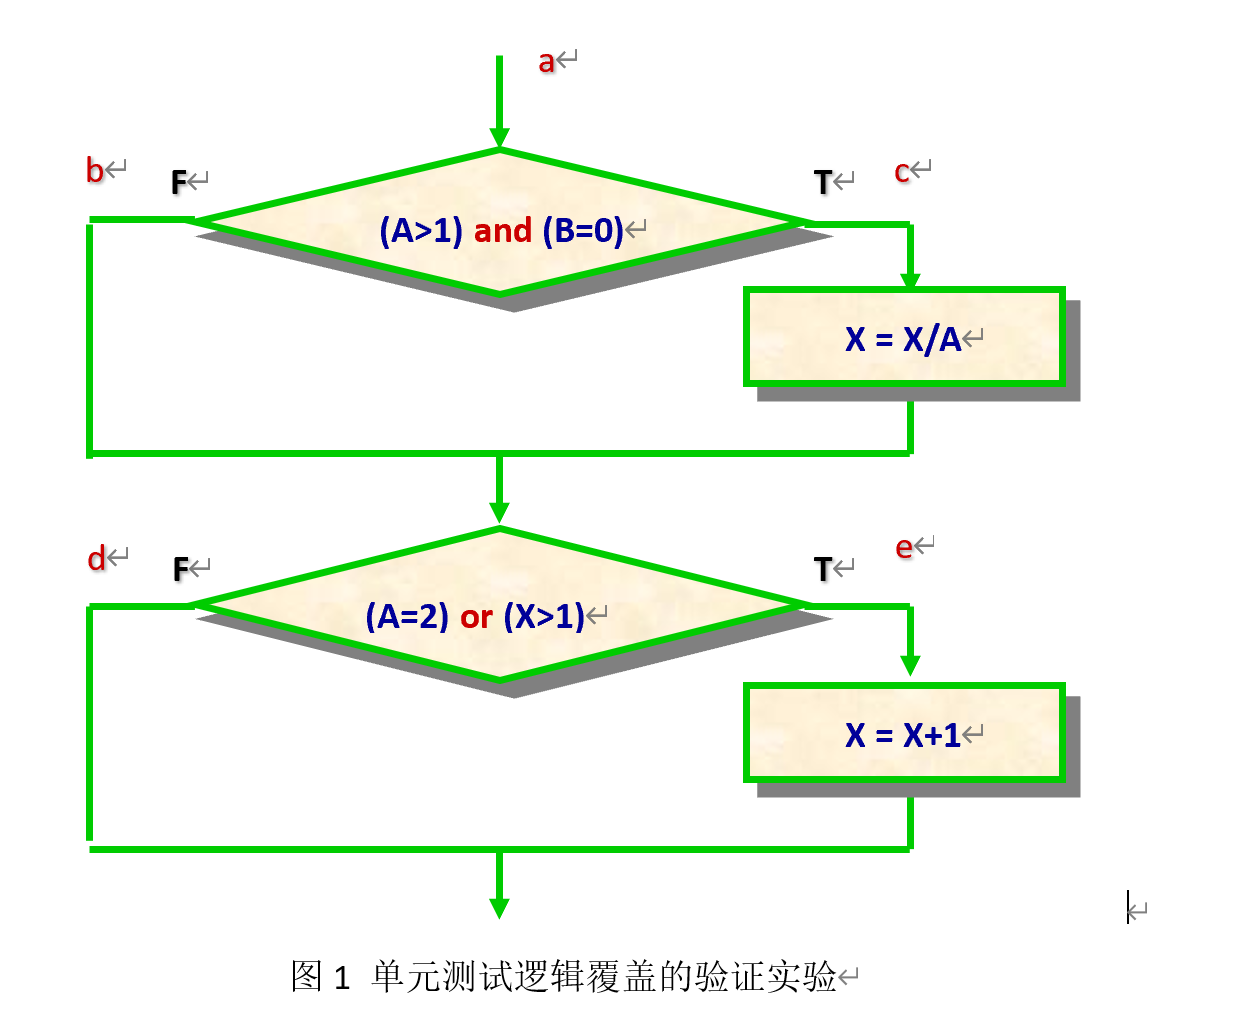 a
b F T c
(A>1) and (B=0)
X = X/A
d F T e
(A=2) or (X>1)
X = X+1
图 1 单元测试逻辑覆盖的验证实验